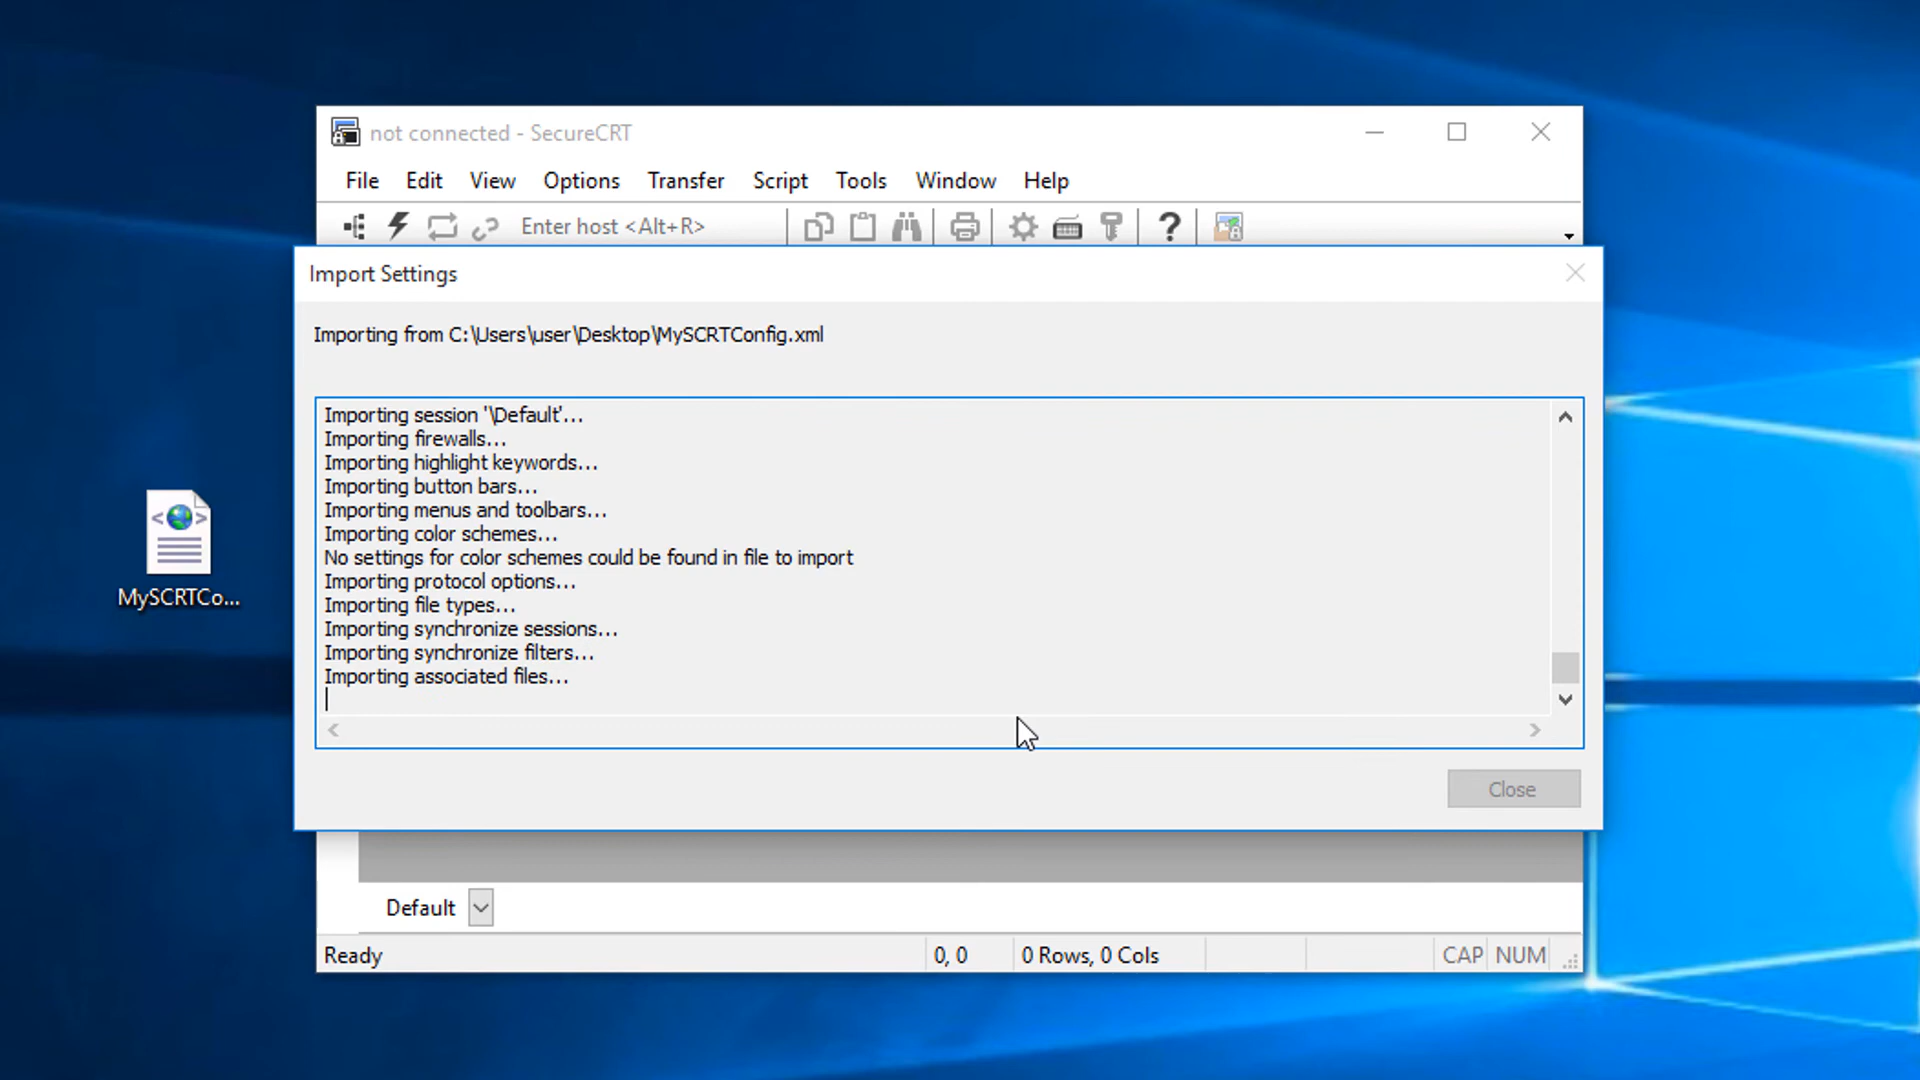 not connected - SecureCRT
File Edit View Options Transfer Script Tools Window Help
Enter host <Alt+R>
Import Settings
Importing from C:\Users\user\Desktop\MySCRTConfig.xml
Importing session '\Default'...
Importing firewalls...
Importing highlight keywords...
Importing button bars...
Importing menus and toolbars...
Importing color schemes...
No settings for color schemes could be found in file to import
Importing protocol options...
Importing file types...
Importing synchronize sessions...
Importing synchronize filters...
Importing associated files...
MySCRTCo...
Close
Default
Ready 0, 0 0 Rows, 0 Cols CAP NUM